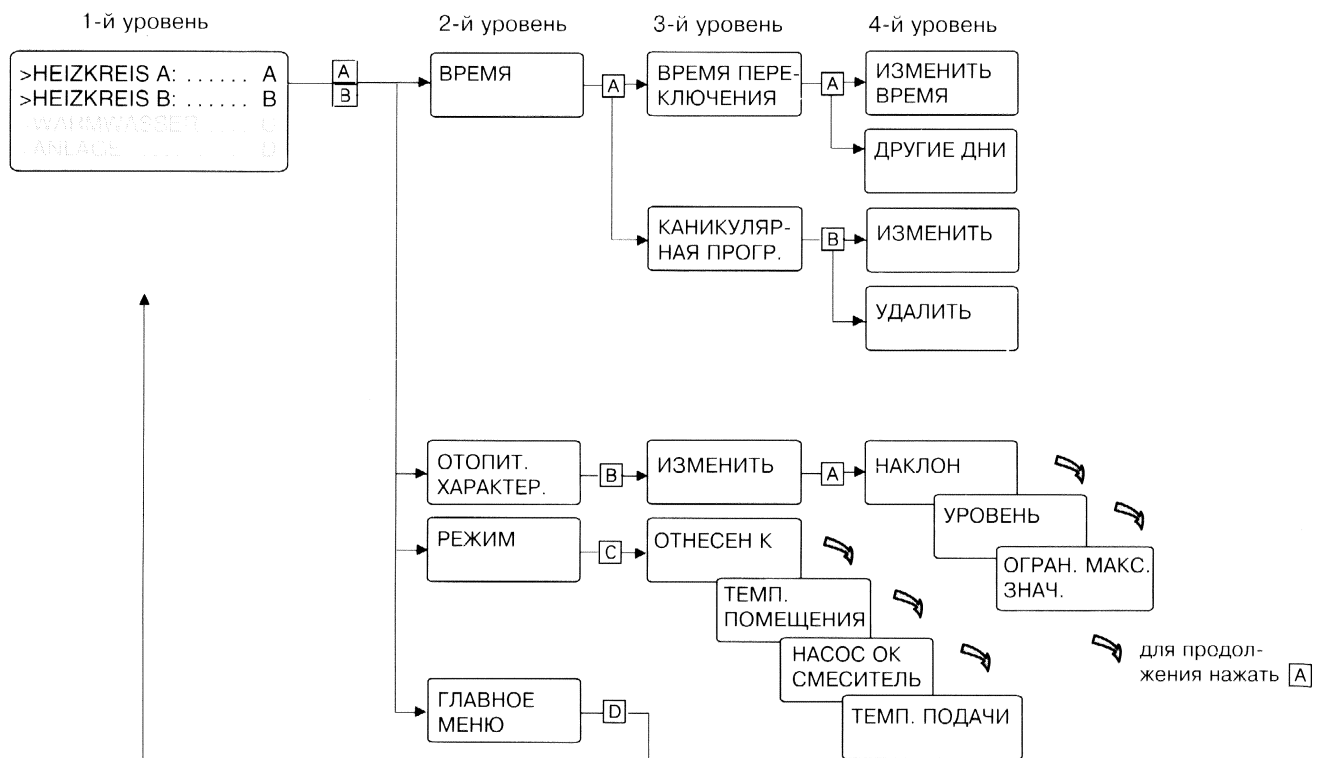 1-й уровень
2-й уровень
3-й уровень
4-й уровень
>HEIZKREIS A: ...... A
>HEIZKREIS B: ...... B
WAHMWASSER ..... C
ANLAGE ........... D
A
B
ВРЕМЯ
A
ВРЕМЯ ПЕРЕ-
КЛЮЧЕНИЯ
A
ИЗМЕНИТЬ
ВРЕМЯ
ДРУГИЕ ДНИ
КАНИКУЛЯР-
НАЯ ПРОГР.
B
ИЗМЕНИТЬ
УДАЛИТЬ
ОТОПИТ.
ХАРАКТЕР.
B
ИЗМЕНИТЬ
A
НАКЛОН
УРОВЕНЬ
ОГРАН. МАКС.
ЗНАЧ.
РЕЖИМ
C
ОТНЕСЕН К
ТЕМП.
ПОМЕЩЕНИЯ
НАСОС ОК
СМЕСИТЕЛЬ
ТЕМП. ПОДАЧИ
для продол-
жения нажать A
ГЛАВНОЕ
МЕНЮ
D